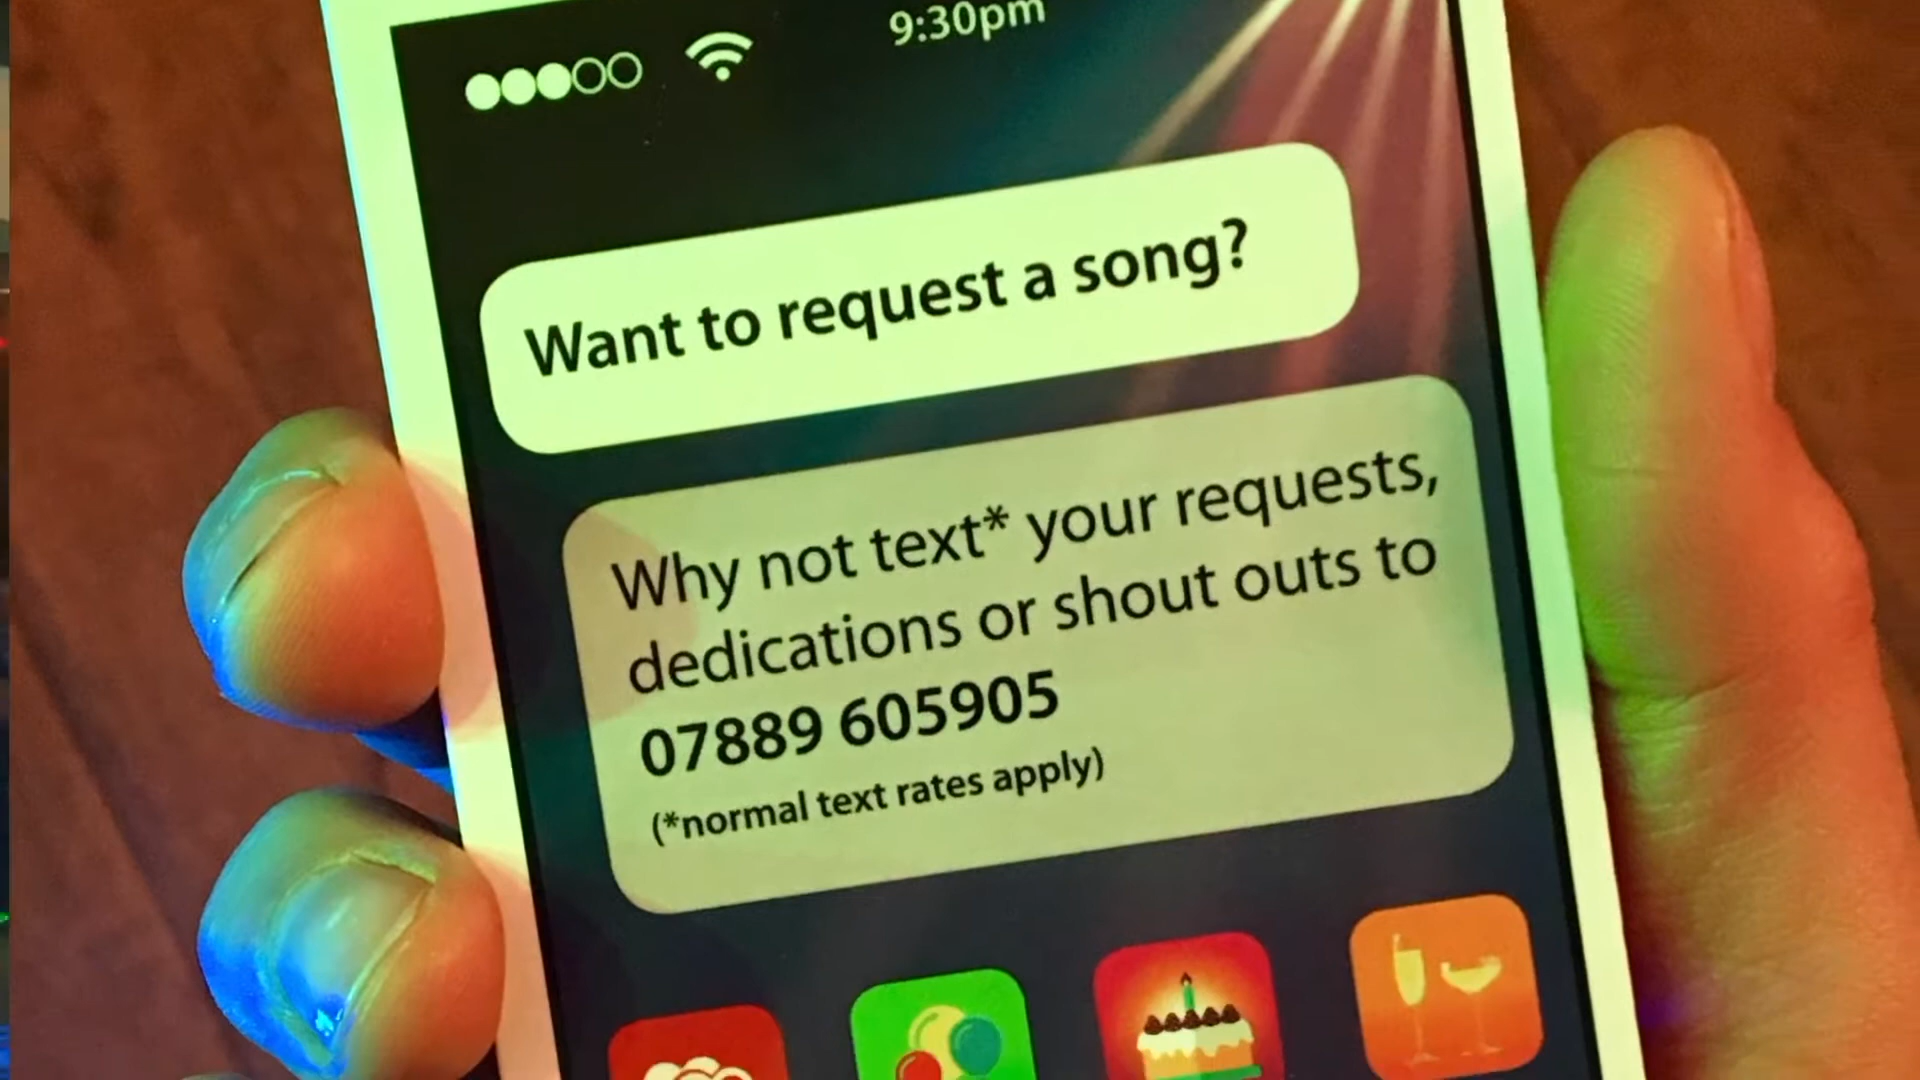 9:30pm
Want to request a song?
Why not text* your requests,
dedications or shout outs to
07889 605905
(*normal text rates apply)